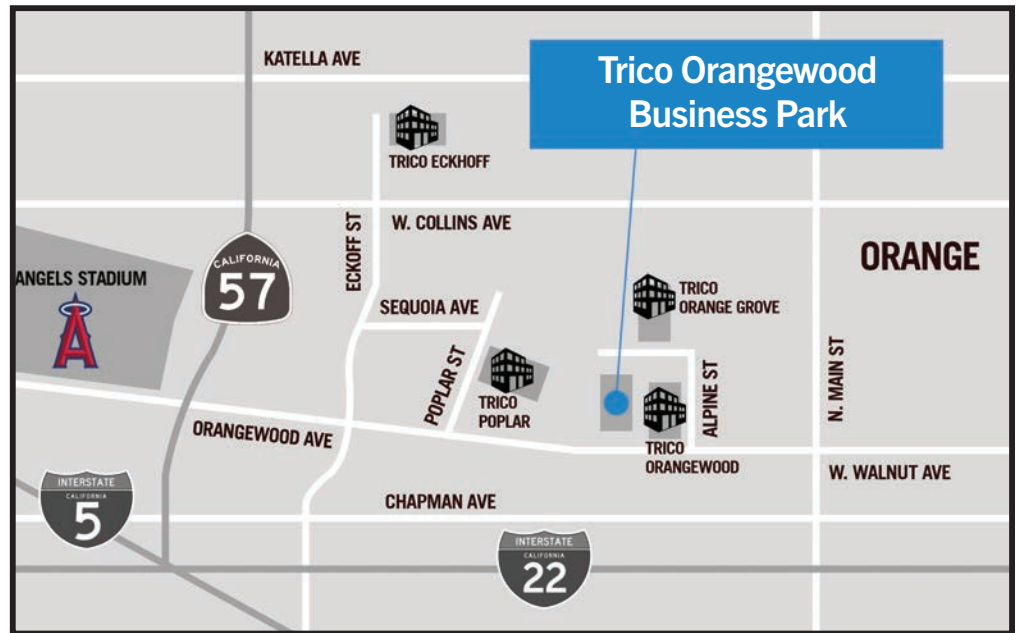 KATELLA AVE
Trico Orangewood
Business Park
TRICO ECKHOFF
ECKOFF ST
W. COLLINS AVE
ORANGE
CALIFORNIA
57
ANGELS STADIUM
A
SEQUOIA AVE
TRICO
ORANGE GROVE
POPLAR ST
TRICO
POPLAR
ALPINE ST
N. MAIN ST
ORANGEWOOD AVE
TRICO
ORANGEWOOD
W. WALNUT AVE
INTERSTATE
CALIFORNIA
5
CHAPMAN AVE
INTERSTATE
CALIFORNIA
22